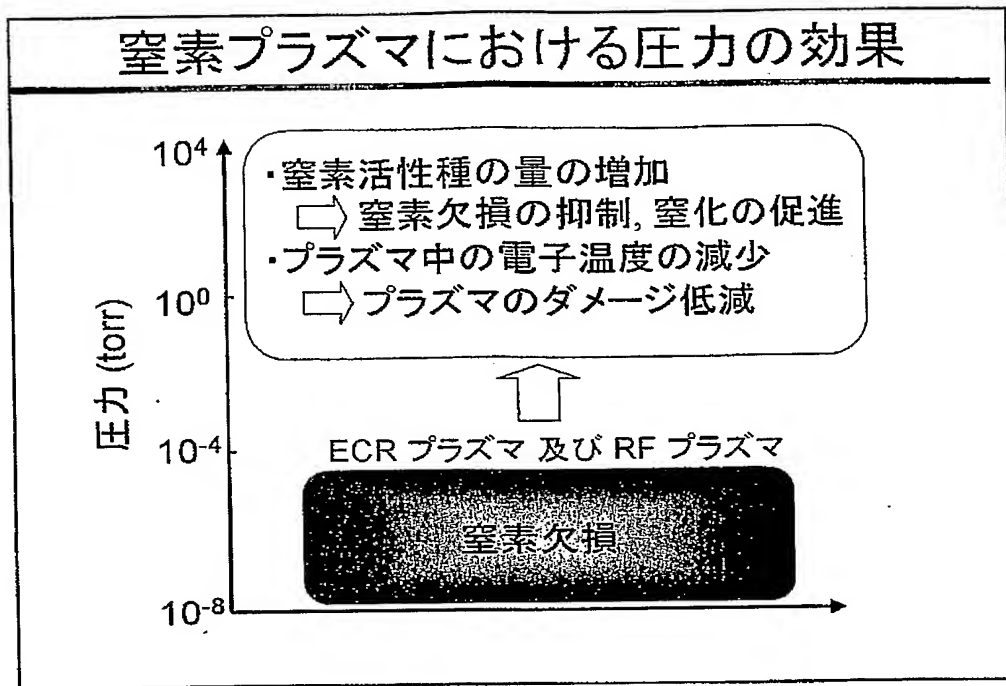 窒素プラズマにおける圧力の効果
10⁴
・窒素活性種の量の増加
⇨ 窒素欠損の抑制, 窒化の促進
・プラズマ中の電子温度の減少
⇨ プラズマのダメージ低減
10⁰
圧力 (torr)
10⁻⁴
ECR プラズマ 及び RF プラズマ
窒素欠損
10⁻⁸